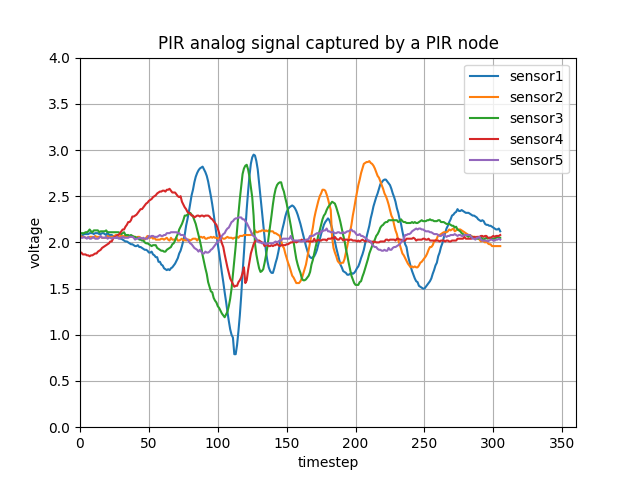 PIR analog signal captured by a PIR node
sensor1
sensor2
sensor3
sensor4
sensor5
voltage
4.0
3.5
3.0
2.5
2.0
1.5
1.0
0.5
0.0
0 50 100 150 200 250 300 350
timestep